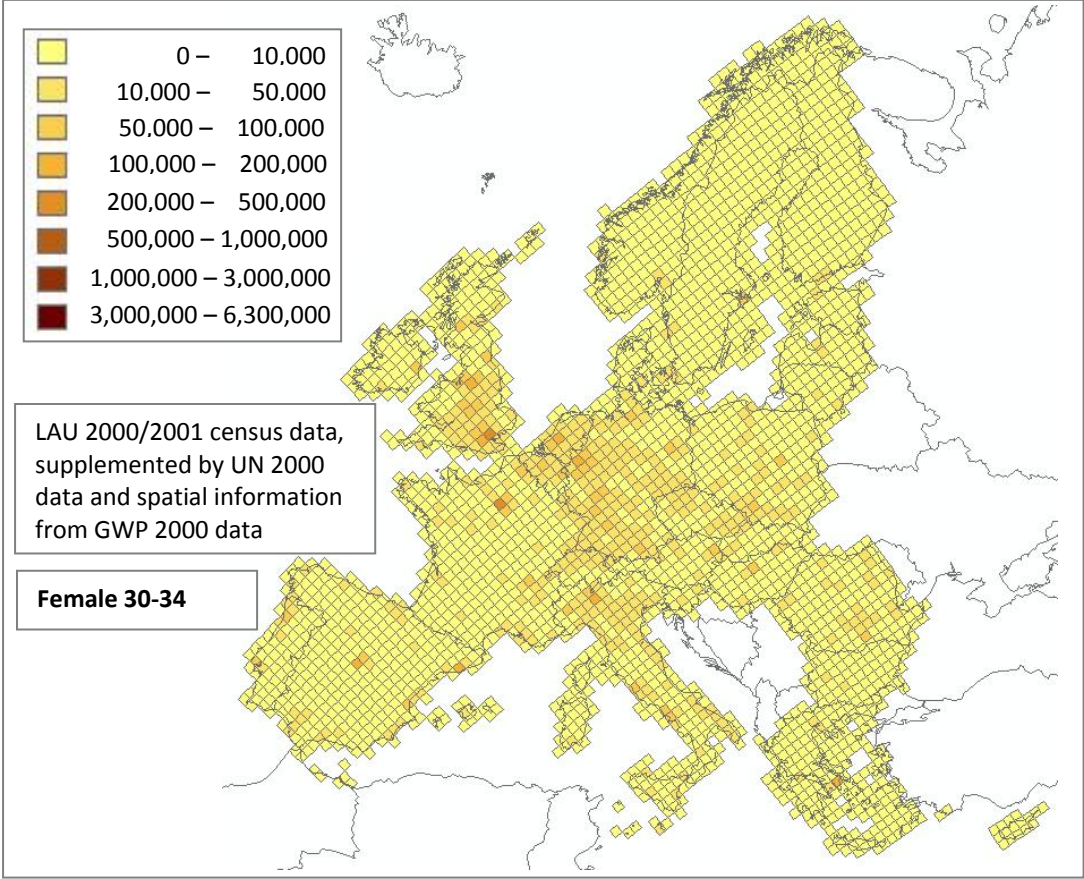 0 – 10,000
10,000 – 50,000
50,000 – 100,000
100,000 – 200,000
200,000 – 500,000
500,000 – 1,000,000
1,000,000 – 3,000,000
3,000,000 – 6,300,000
LAU 2000/2001 census data,
supplemented by UN 2000
data and spatial information
from GWP 2000 data
Female 30-34